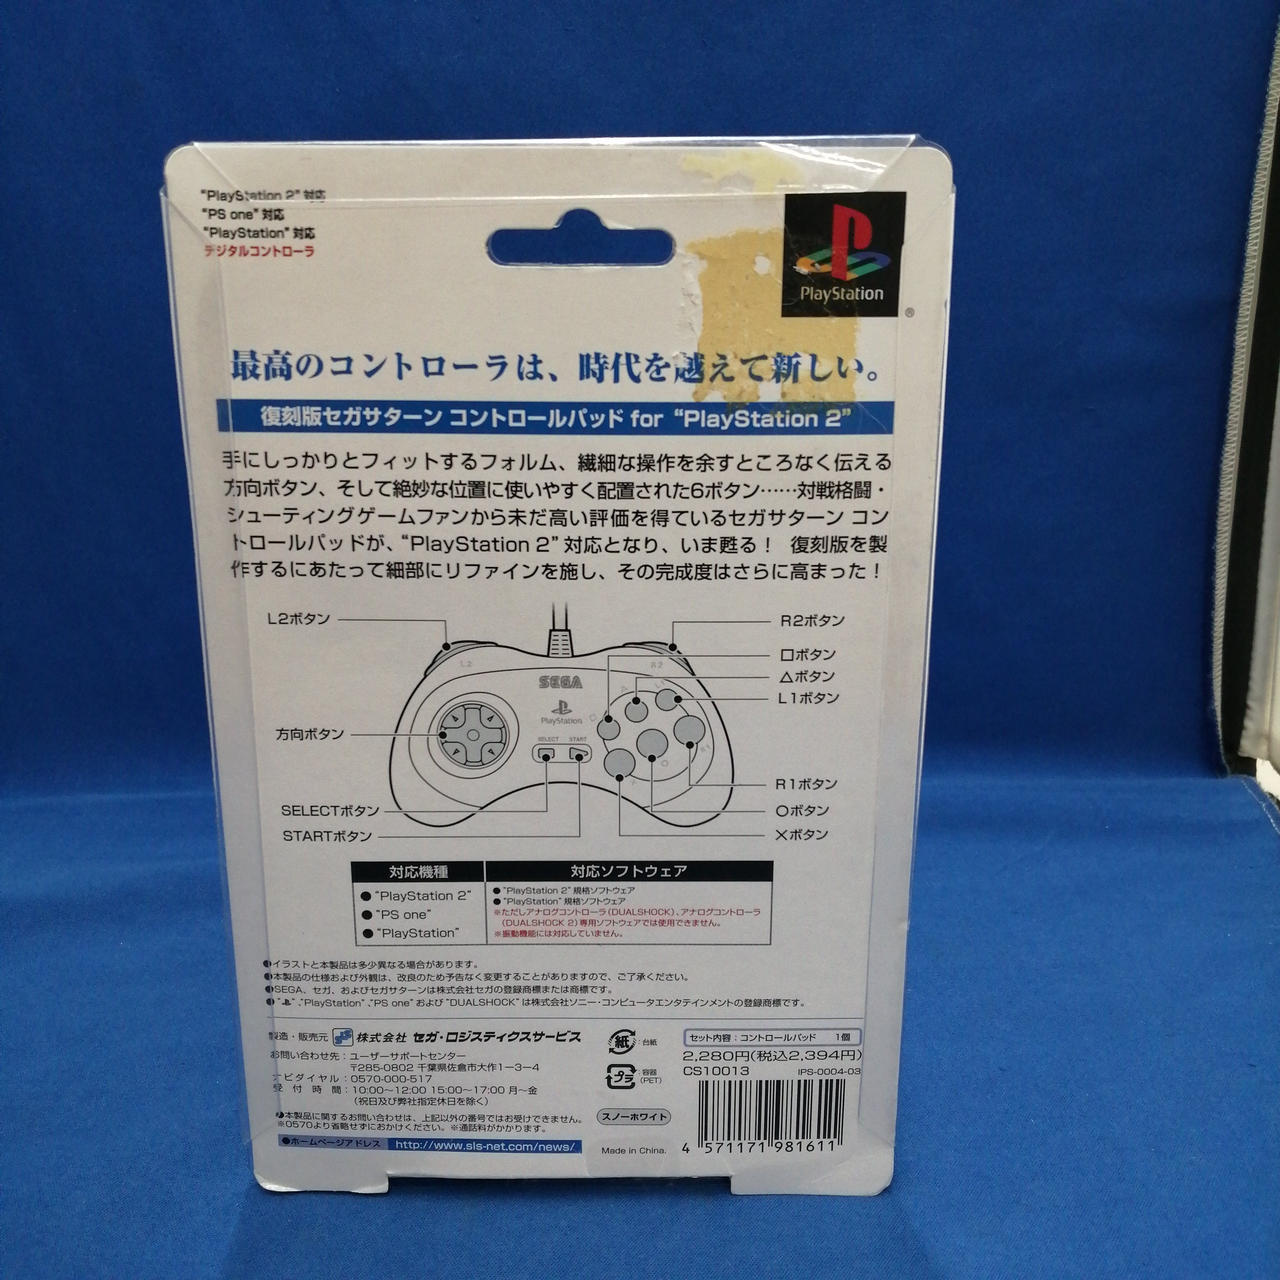 "PlayStation 2" 対応
"PS one" 対応
"PlayStation" 対応
デジタルコントローラ
PlayStation
®
最高のコントローラは、時代を越えて新しい。
復刻版セガサターン コントロールパッド for "PlayStation 2"
手にしっかりとフィットするフォルム、繊細な操作を余すところなく伝える
方向ボタン、そして絶妙な位置に使いやすく配置された6ボタン……対戦格闘・
シューティングゲームファンから未だ高い評価を得ているセガサターン コン
トロールパッドが、"PlayStation 2" 対応となり、いま甦る！ 復刻版を製
作するにあたって細部にリファインを施し、その完成度はさらに高まった！
L2ボタン
R2ボタン
□ボタン
△ボタン
L1ボタン
方向ボタン
R1ボタン
SELECTボタン
○ボタン
STARTボタン
×ボタン
L2
R2
SEGA
PlayStation
SELECT START
対応機種
対応ソフトウェア
●"PlayStation 2"
●"PS one"
●"PlayStation"
●"PlayStation 2" 規格ソフトウェア
●"PlayStation" 規格ソフトウェア
※ただしアナログコントローラ(DUALSHOCK)、アナログコントローラ
(DUALSHOCK 2)専用ソフトウェアでは使用できません。
※振動機能には対応していません。
●イラストと本製品は多少異なる場合があります。
●本製品の仕様および外観は、改良のため予告なく変更することがありますので、ご了承ください。
●SEGA、セガ、およびセガサターンは株式会社セガの登録商標または商標です。
●" ","PlayStation","PS one" および "DUALSHOCK" は株式会社ソニー・コンピュータエンタテインメントの登録商標です。
製造・販売元 SLS 株式会社 セガ・ロジスティクスサービス
お問い合わせ先：ユーザーサポートセンター
〒285-0802 千葉県佐倉市大作1-3-4
ナビダイヤル：0570-000-517
受 付 時 間：10:00〜12:00 15:00〜17:00 月〜金
(祝日及び弊社指定休日を除く)
●本製品に関するお問い合わせは、上記以外の番号ではお受けできません。
※0570より省略せずにおかけください。※通話料がかかります。
●ホームページアドレス http://www.sls-net.com/news/
紙：台紙
プラ：容器
(PET)
スノーホワイト
Made in China.
セット内容：コントロールパッド 1個
2,280円(税込2,394円)
CS10013 IPS-0004-03
4 571171 981611